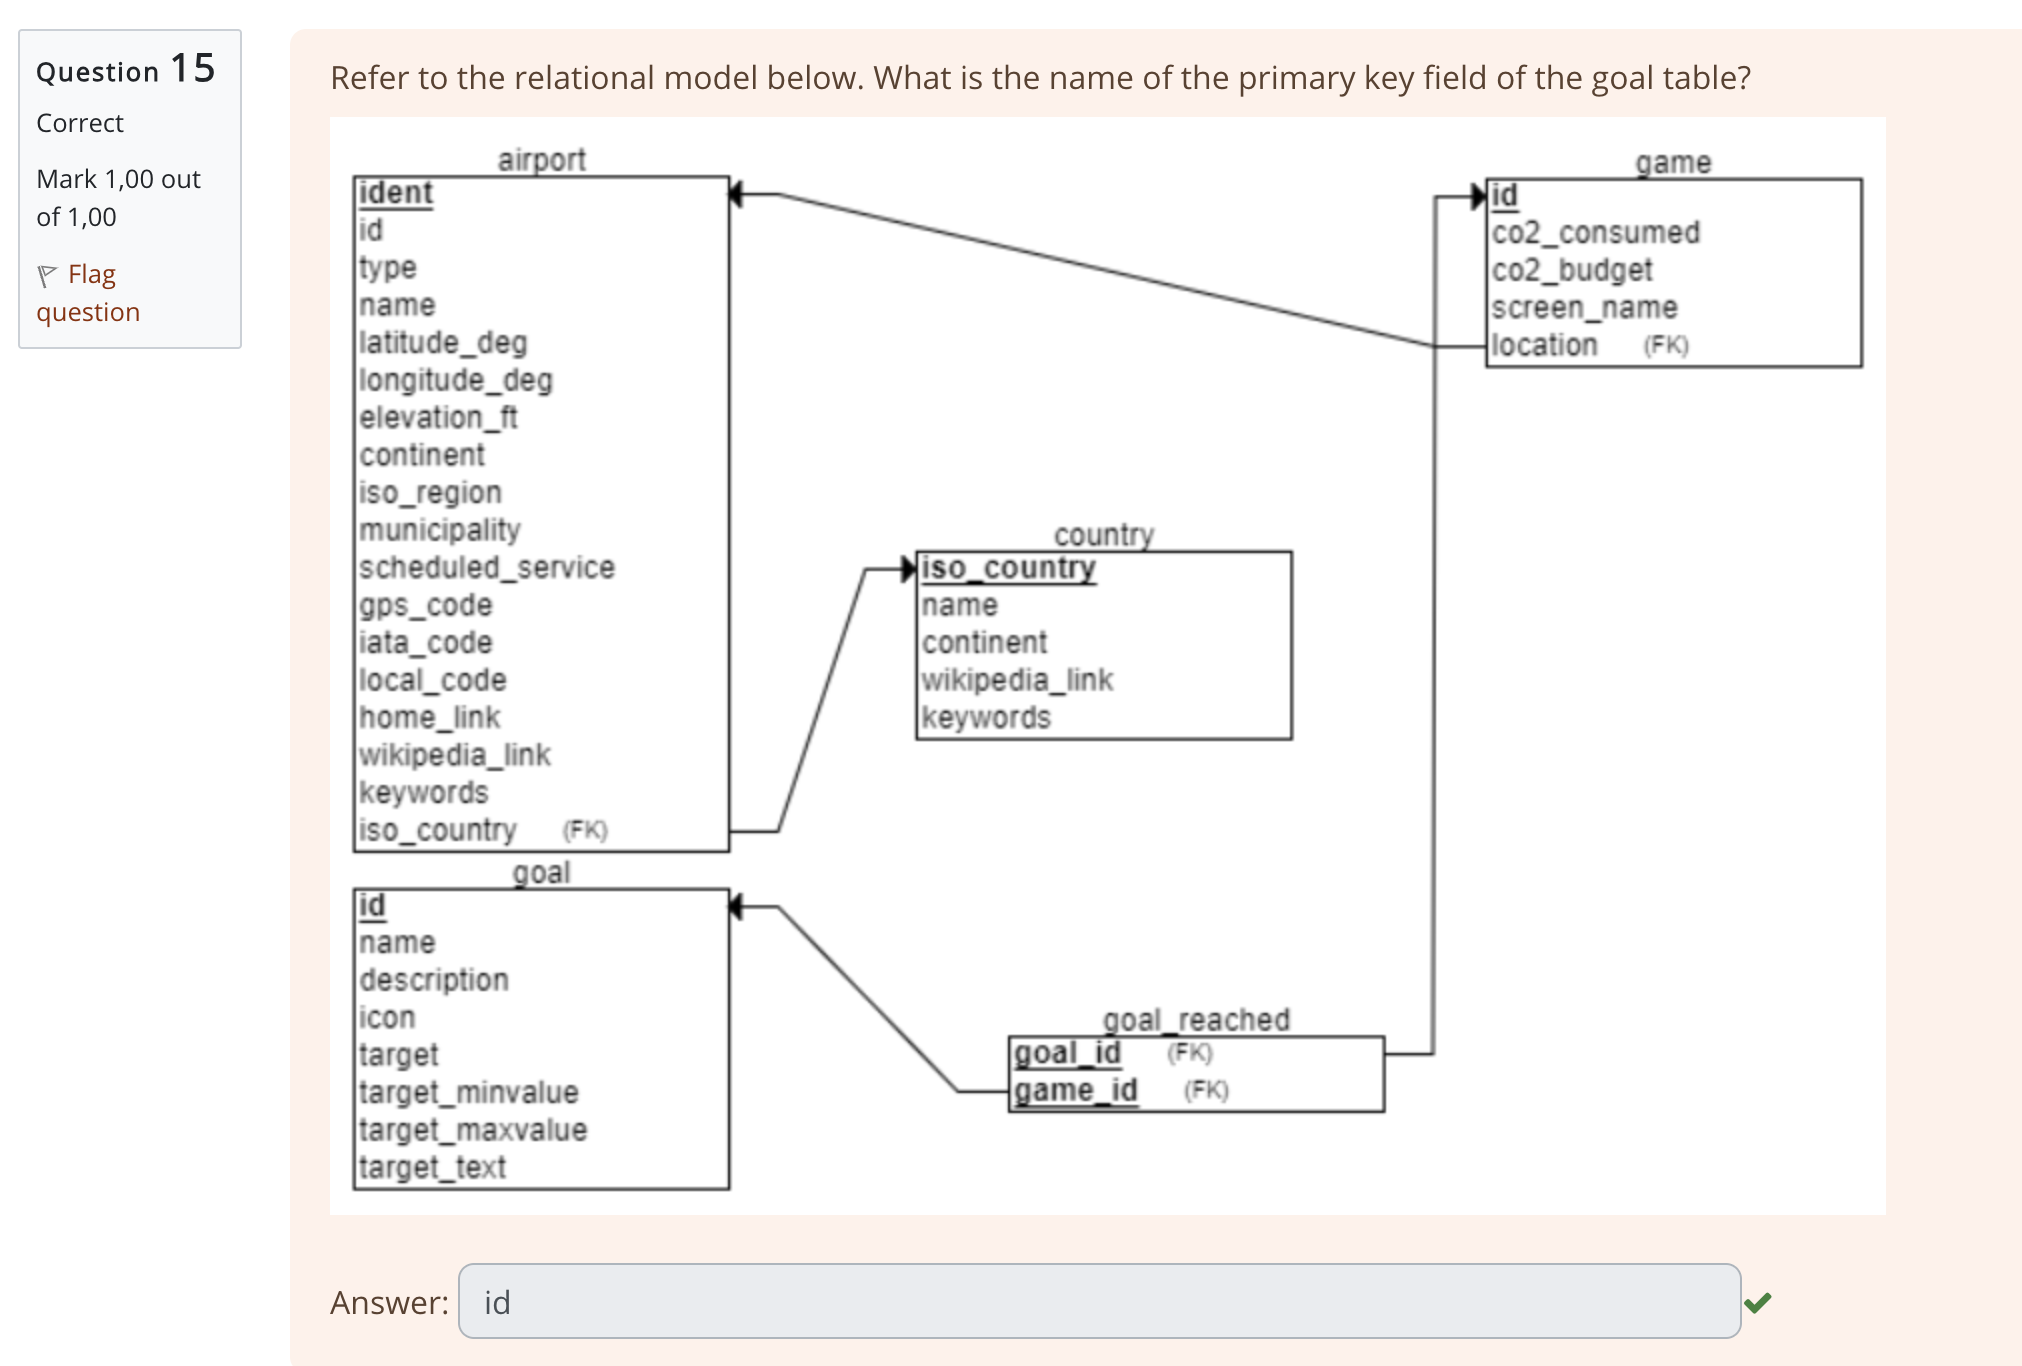 Question 15
Correct
Mark 1,00 out
of 1,00
Flag
question
Refer to the relational model below. What is the name of the primary key field of the goal table?
airport
ident
id
type
name
latitude_deg
longitude_deg
elevation_ft
continent
iso_region
municipality
scheduled_service
gps_code
iata_code
local_code
home_link
wikipedia_link
keywords
iso_country (FK)
game
id
co2_consumed
co2_budget
screen_name
location (FK)
country
iso_country
name
continent
wikipedia_link
keywords
goal
id
name
description
icon
target
target_minvalue
target_maxvalue
target_text
goal_reached
goal_id (FK)
game_id (FK)
Answer: id